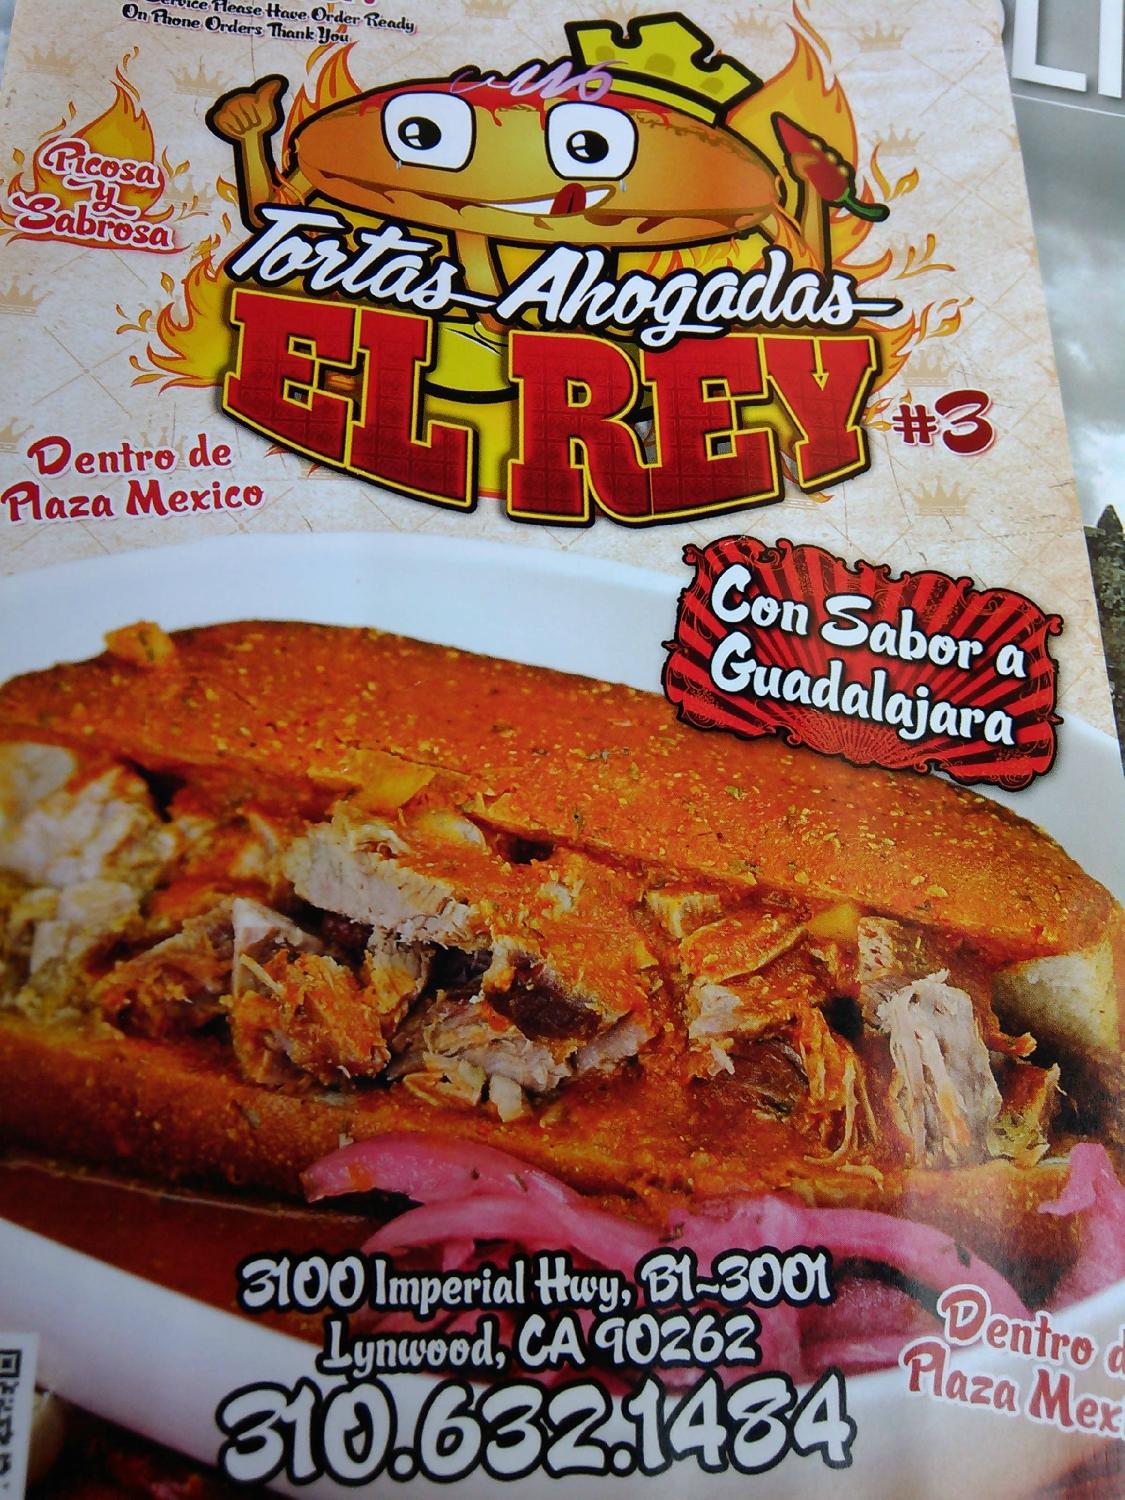 Service Please Have Order Ready
On Phone Orders Thank You
Picosa
y
Sabrosa
Tortas Ahogadas
EL REY
#3
Dentro de
Plaza Mexico
Con Sabor a
Guadalajara
3100 Imperial Hwy, B1-3001
Lynwood, CA 90262
310.632.1484
Dentro d
Plaza Mex